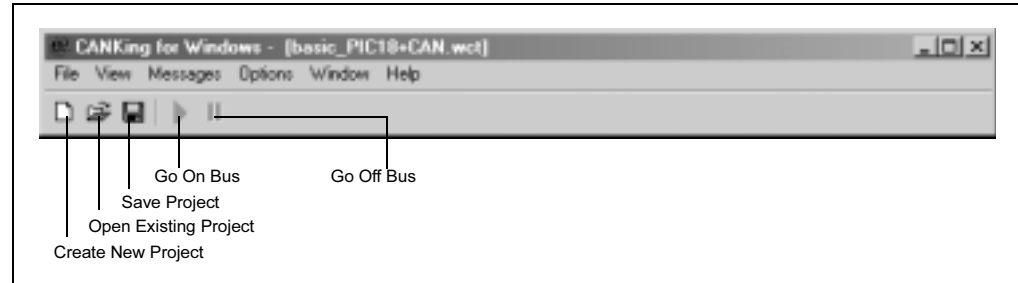 CANKing for Windows - [basic_PIC18+CAN.wct]
File View Messages Options Window Help
Go On Bus Go Off Bus
Save Project
Open Existing Project
Create New Project